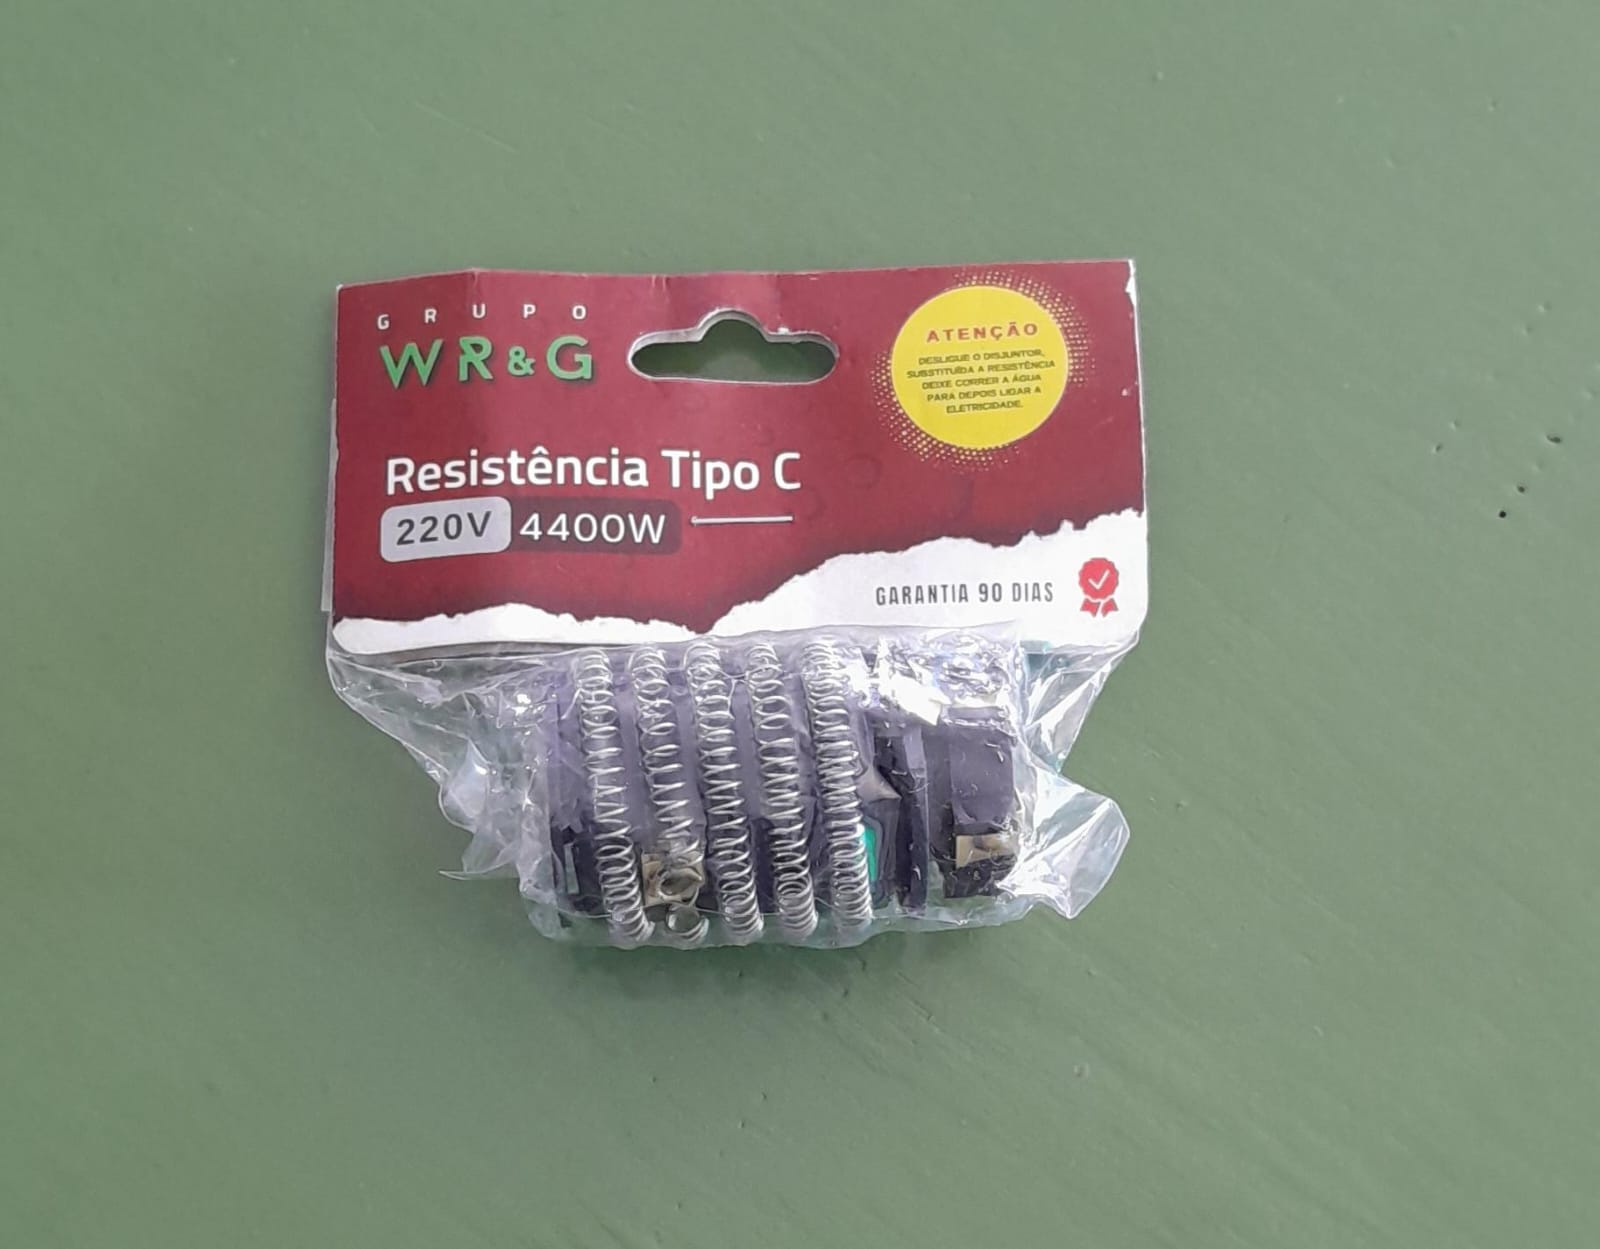 GRUPO
WR&G
ATENÇÃO
DESLIGUE O DISJUNTOR,
SUBSTITUÍDA A RESISTÊNCIA
DEIXE CORRER A ÁGUA
PARA DEPOIS LIGAR A
ELETRICIDADE.
Resistência Tipo C
220V 4400W
GARANTIA 90 DIAS